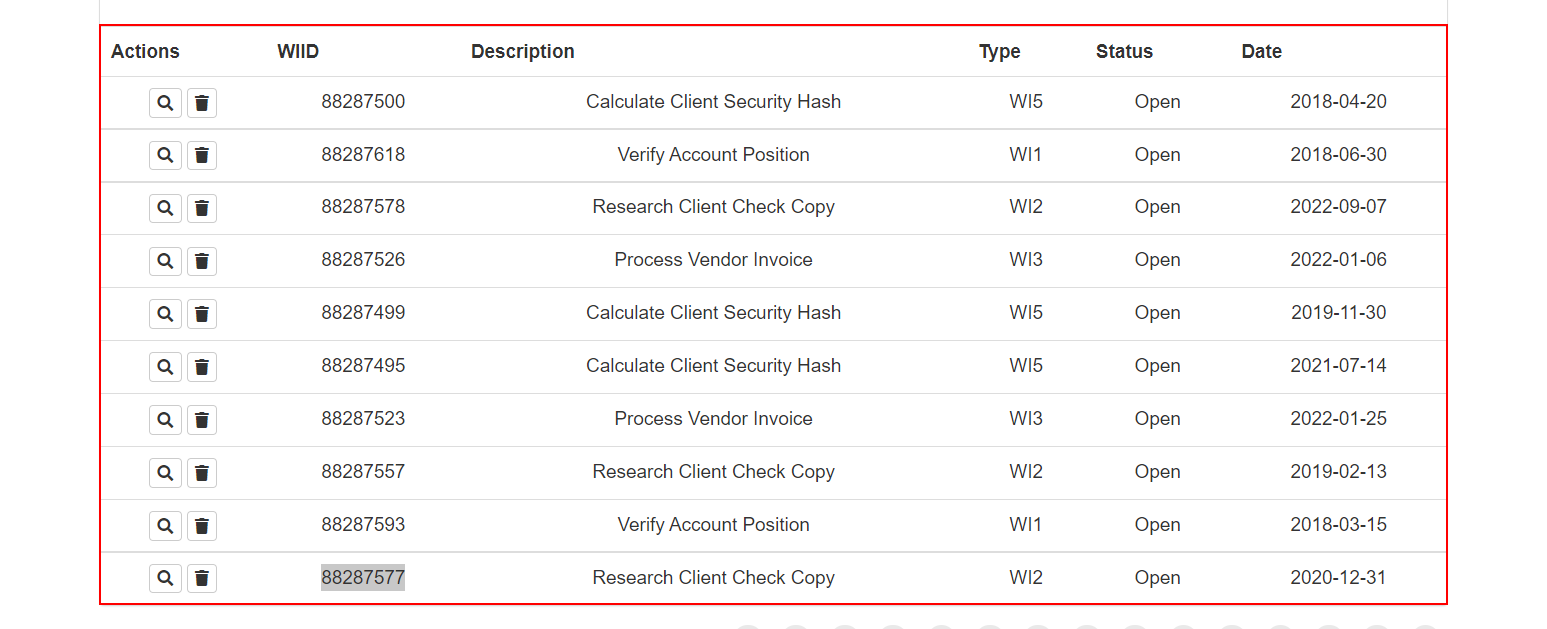 Actions WIID Description Type Status Date
88287500 Calculate Client Security Hash WI5 Open 2018-04-20
88287618 Verify Account Position WI1 Open 2018-06-30
88287578 Research Client Check Copy WI2 Open 2022-09-07
88287526 Process Vendor Invoice WI3 Open 2022-01-06
88287499 Calculate Client Security Hash WI5 Open 2019-11-30
88287495 Calculate Client Security Hash WI5 Open 2021-07-14
88287523 Process Vendor Invoice WI3 Open 2022-01-25
88287557 Research Client Check Copy WI2 Open 2019-02-13
88287593 Verify Account Position WI1 Open 2018-03-15
88287577 Research Client Check Copy WI2 Open 2020-12-31